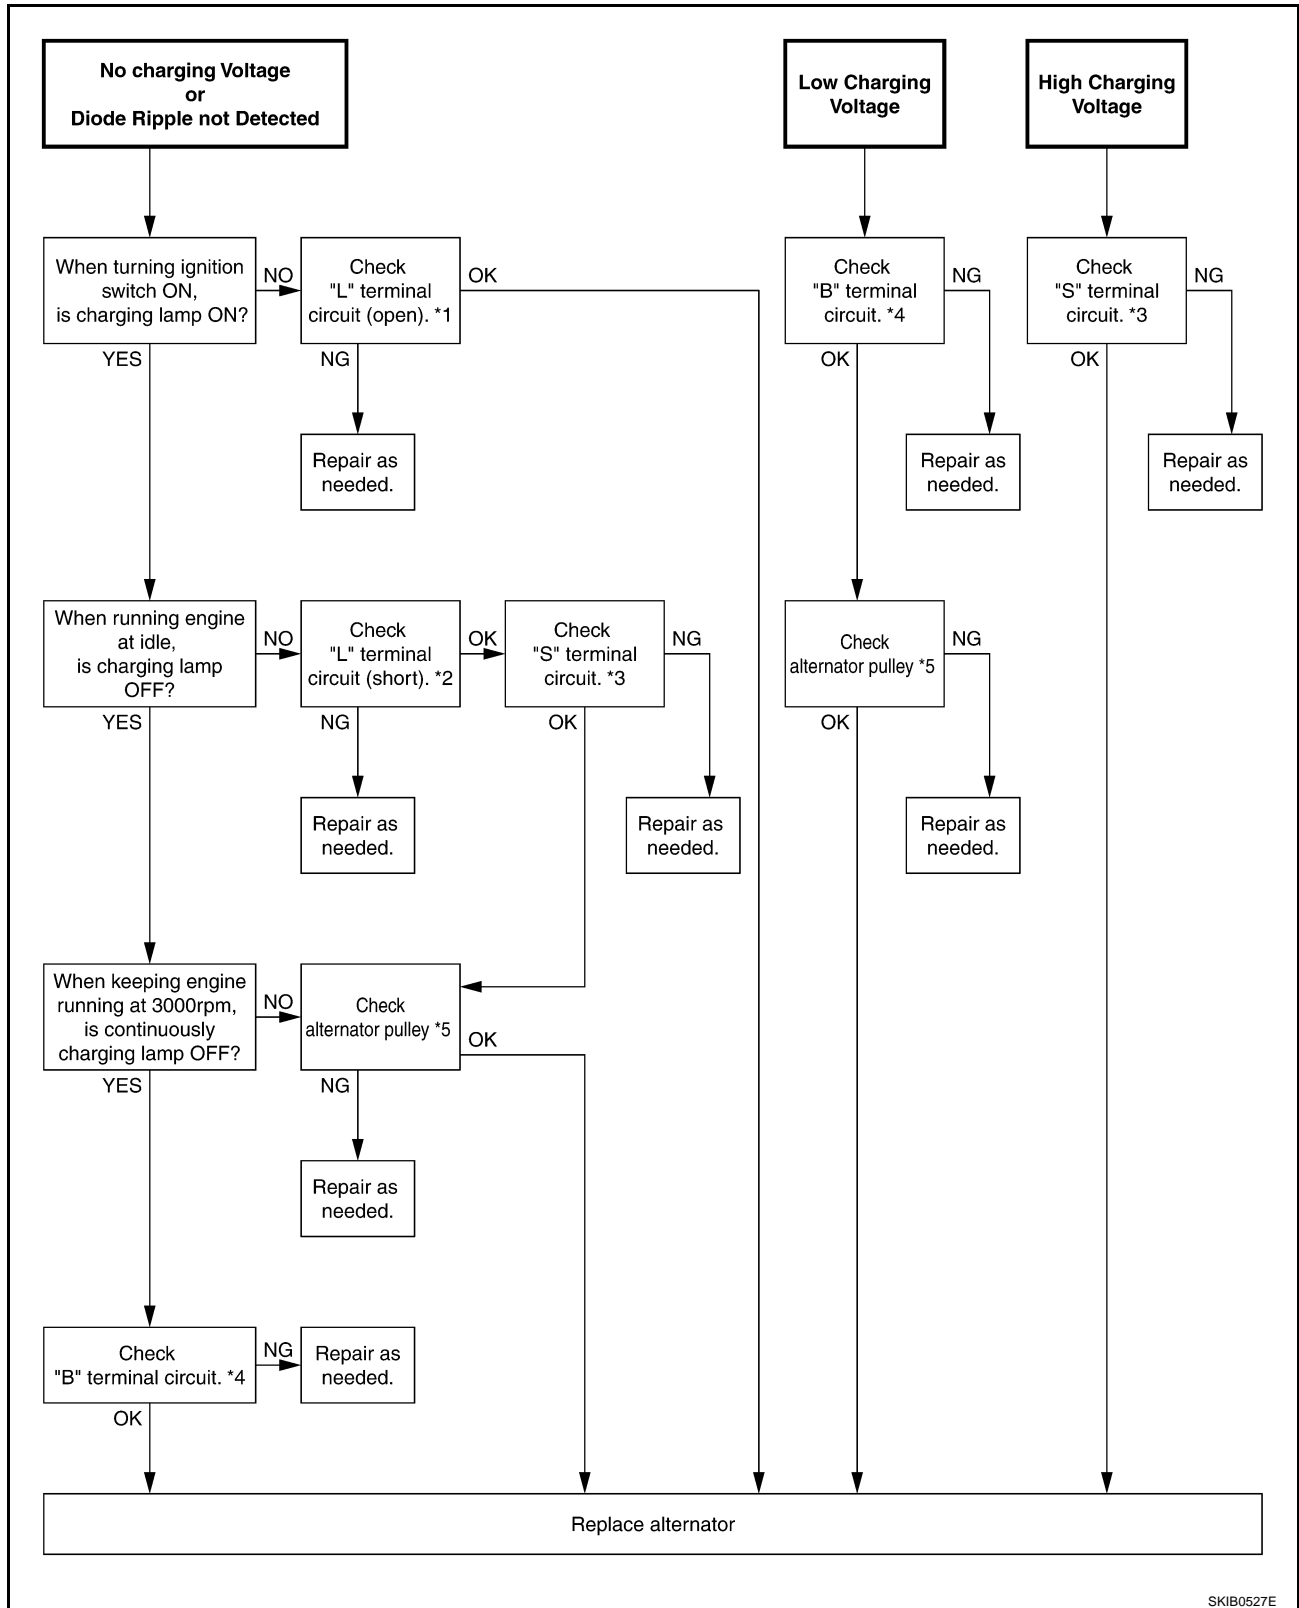 No charging Voltage
or
Diode Ripple not Detected
Low Charging
Voltage
High Charging
Voltage
When turning ignition
switch ON,
is charging lamp ON?
NO
Check
"L" terminal
circuit (open). *1
OK
Check
"B" terminal
circuit. *4
NG
Check
"S" terminal
circuit. *3
NG
YES
NG
OK
OK
Repair as
needed.
Repair as
needed.
Repair as
needed.
When running engine
at idle,
is charging lamp
OFF?
NO
Check
"L" terminal
circuit (short). *2
OK
Check
"S" terminal
circuit. *3
NG
Check
alternator pulley *5
NG
YES
NG
OK
OK
Repair as
needed.
Repair as
needed.
Repair as
needed.
When keeping engine
running at 3000rpm,
is continuously
charging lamp OFF?
NO
Check
alternator pulley *5
OK
YES
NG
Repair as
needed.
Check
"B" terminal circuit. *4
NG
Repair as
needed.
OK
Replace alternator
SKIB0527E